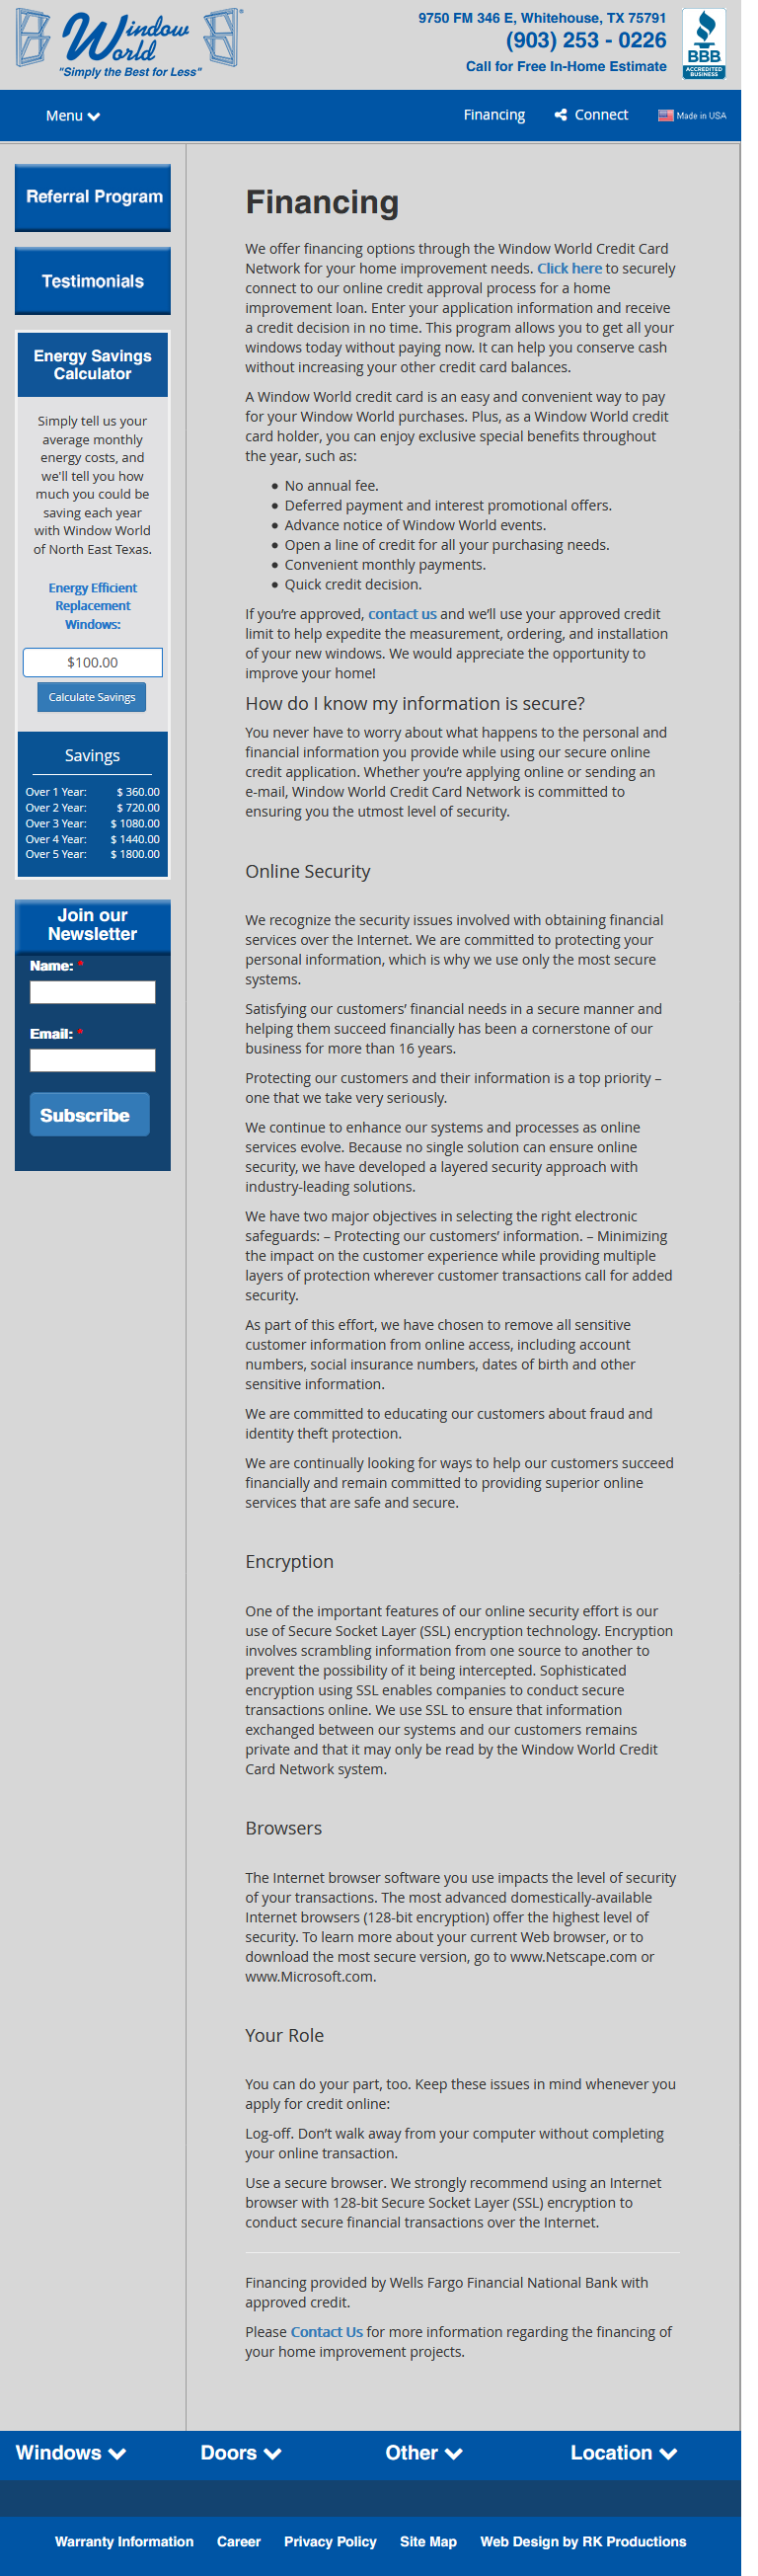 Window World
"Simply the Best for Less"
9750 FM 346 E, Whitehouse, TX 75791
(903) 253 - 0226
Call for Free In-Home Estimate
BBB
ACCREDITED
BUSINESS
Menu
Financing
Connect
Made in USA
Referral Program
Testimonials
Energy Savings
Calculator
Simply tell us your
average monthly
energy costs, and
we'll tell you how
much you could be
saving each year
with Window World
of North East Texas.
Energy Efficient
Replacement
Windows:
$100.00
Calculate Savings
Savings
Over 1 Year: $ 360.00
Over 2 Year: $ 720.00
Over 3 Year: $ 1080.00
Over 4 Year: $ 1440.00
Over 5 Year: $ 1800.00
Join our
Newsletter
Name: *
Email: *
Subscribe
Financing
We offer financing options through the Window World Credit Card
Network for your home improvement needs. Click here to securely
connect to our online credit approval process for a home
improvement loan. Enter your application information and receive
a credit decision in no time. This program allows you to get all your
windows today without paying now. It can help you conserve cash
without increasing your other credit card balances.
A Window World credit card is an easy and convenient way to pay
for your Window World purchases. Plus, as a Window World credit
card holder, you can enjoy exclusive special benefits throughout
the year, such as:
• No annual fee.
• Deferred payment and interest promotional offers.
• Advance notice of Window World events.
• Open a line of credit for all your purchasing needs.
• Convenient monthly payments.
• Quick credit decision.
If you’re approved, contact us and we’ll use your approved credit
limit to help expedite the measurement, ordering, and installation
of your new windows. We would appreciate the opportunity to
improve your home!
How do I know my information is secure?
You never have to worry about what happens to the personal and
financial information you provide while using our secure online
credit application. Whether you’re applying online or sending an
e-mail, Window World Credit Card Network is committed to
ensuring you the utmost level of security.
Online Security
We recognize the security issues involved with obtaining financial
services over the Internet. We are committed to protecting your
personal information, which is why we use only the most secure
systems.
Satisfying our customers’ financial needs in a secure manner and
helping them succeed financially has been a cornerstone of our
business for more than 16 years.
Protecting our customers and their information is a top priority –
one that we take very seriously.
We continue to enhance our systems and processes as online
services evolve. Because no single solution can ensure online
security, we have developed a layered security approach with
industry-leading solutions.
We have two major objectives in selecting the right electronic
safeguards: – Protecting our customers’ information. – Minimizing
the impact on the customer experience while providing multiple
layers of protection wherever customer transactions call for added
security.
As part of this effort, we have chosen to remove all sensitive
customer information from online access, including account
numbers, social insurance numbers, dates of birth and other
sensitive information.
We are committed to educating our customers about fraud and
identity theft protection.
We are continually looking for ways to help our customers succeed
financially and remain committed to providing superior online
services that are safe and secure.
Encryption
One of the important features of our online security effort is our
use of Secure Socket Layer (SSL) encryption technology. Encryption
involves scrambling information from one source to another to
prevent the possibility of it being intercepted. Sophisticated
encryption using SSL enables companies to conduct secure
transactions online. We use SSL to ensure that information
exchanged between our systems and our customers remains
private and that it may only be read by the Window World Credit
Card Network system.
Browsers
The Internet browser software you use impacts the level of security
of your transactions. The most advanced domestically-available
Internet browsers (128-bit encryption) offer the highest level of
security. To learn more about your current Web browser, or to
download the most secure version, go to www.Netscape.com or
www.Microsoft.com.
Your Role
You can do your part, too. Keep these issues in mind whenever you
apply for credit online:
Log-off. Don’t walk away from your computer without completing
your online transaction.
Use a secure browser. We strongly recommend using an Internet
browser with 128-bit Secure Socket Layer (SSL) encryption to
conduct secure financial transactions over the Internet.
Financing provided by Wells Fargo Financial National Bank with
approved credit.
Please Contact Us for more information regarding the financing of
your home improvement projects.
Windows Doors Other Location
Warranty Information Career Privacy Policy Site Map Web Design by RK Productions